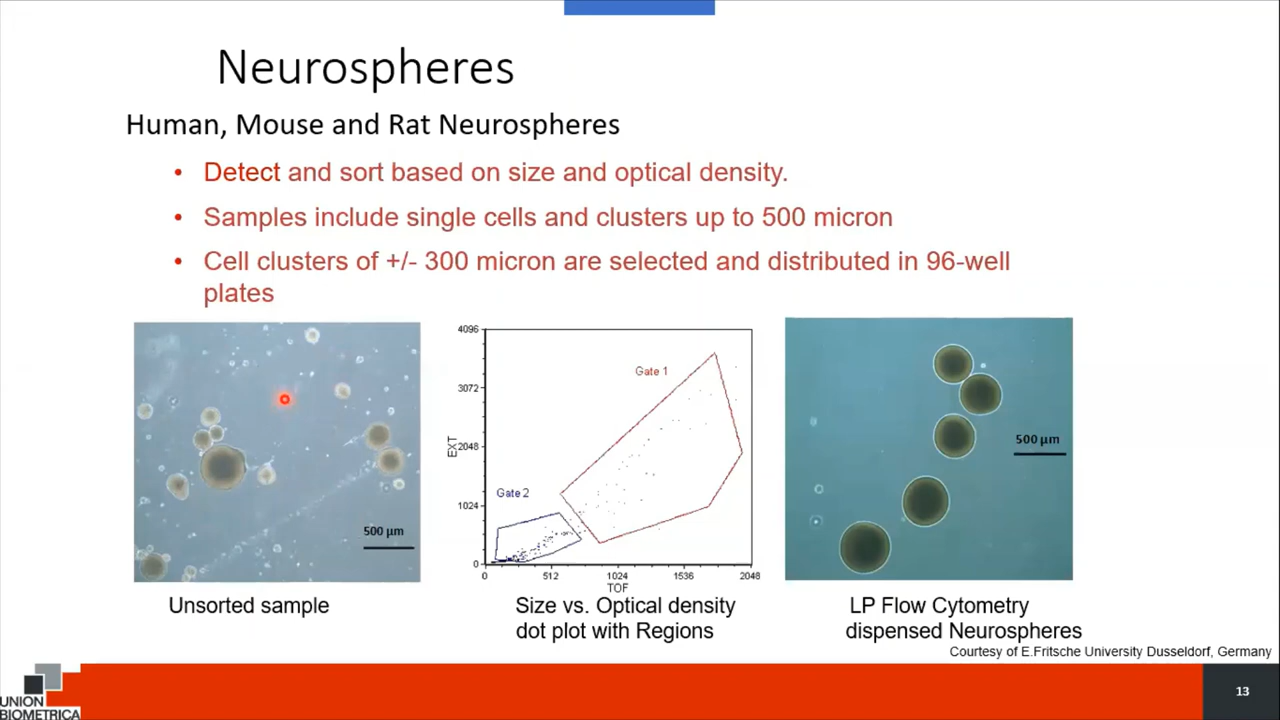 Neurospheres
Human, Mouse and Rat Neurospheres
• Detect and sort based on size and optical density.
• Samples include single cells and clusters up to 500 micron
• Cell clusters of +/- 300 micron are selected and distributed in 96-well
plates
500 µm
4096
3072
2048
1024
0
EXT
Gate 1
Gate 2
0 512 1024 1536 2048
TOF
500 µm
Unsorted sample
Size vs. Optical density
dot plot with Regions
LP Flow Cytometry
dispensed Neurospheres
Courtesy of E.Fritsche University Dusseldorf, Germany
UNION
BIOMETRICA
13